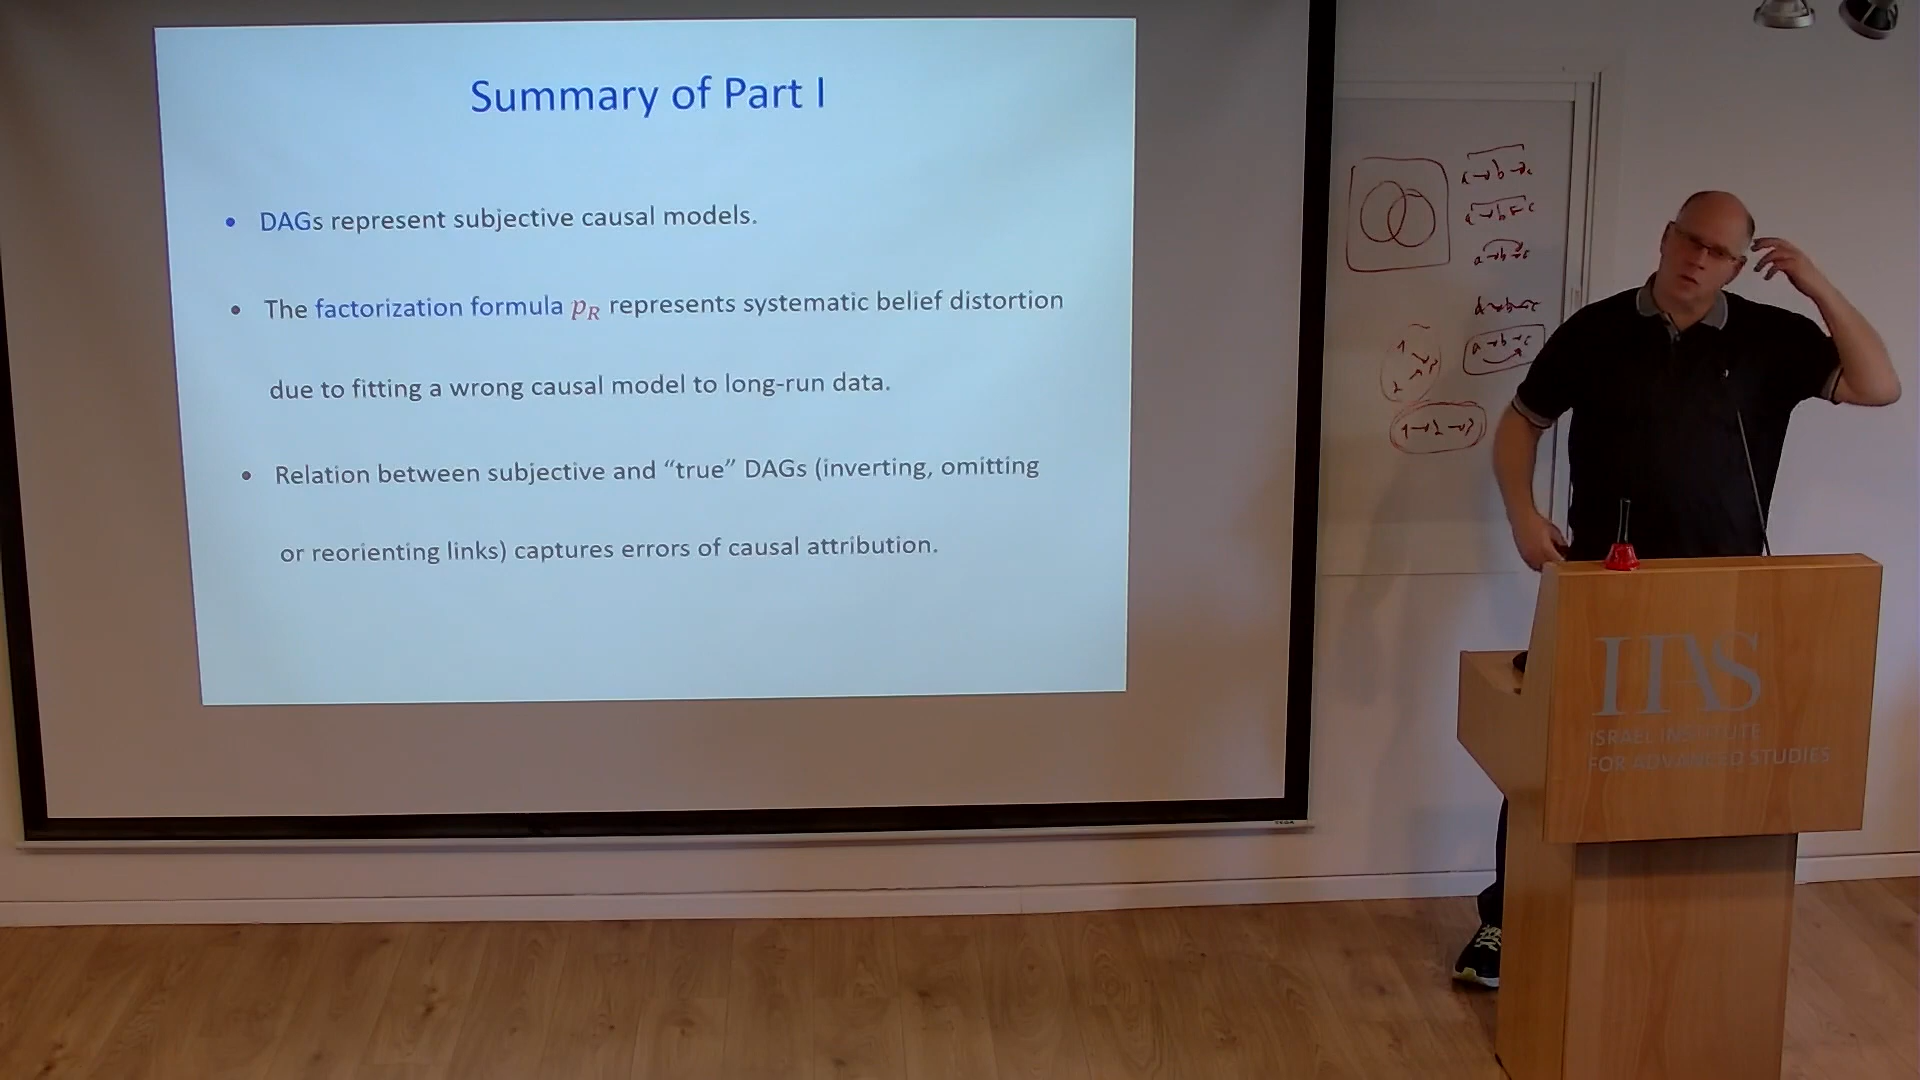 Summary of Part I
• DAGs represent subjective causal models.
• The factorization formula p_R represents systematic belief distortion
due to fitting a wrong causal model to long-run data.
• Relation between subjective and “true” DAGs (inverting, omitting
or reorienting links) captures errors of causal attribution.
IIAS
ISRAEL INSTITUTE
FOR ADVANCED STUDIES